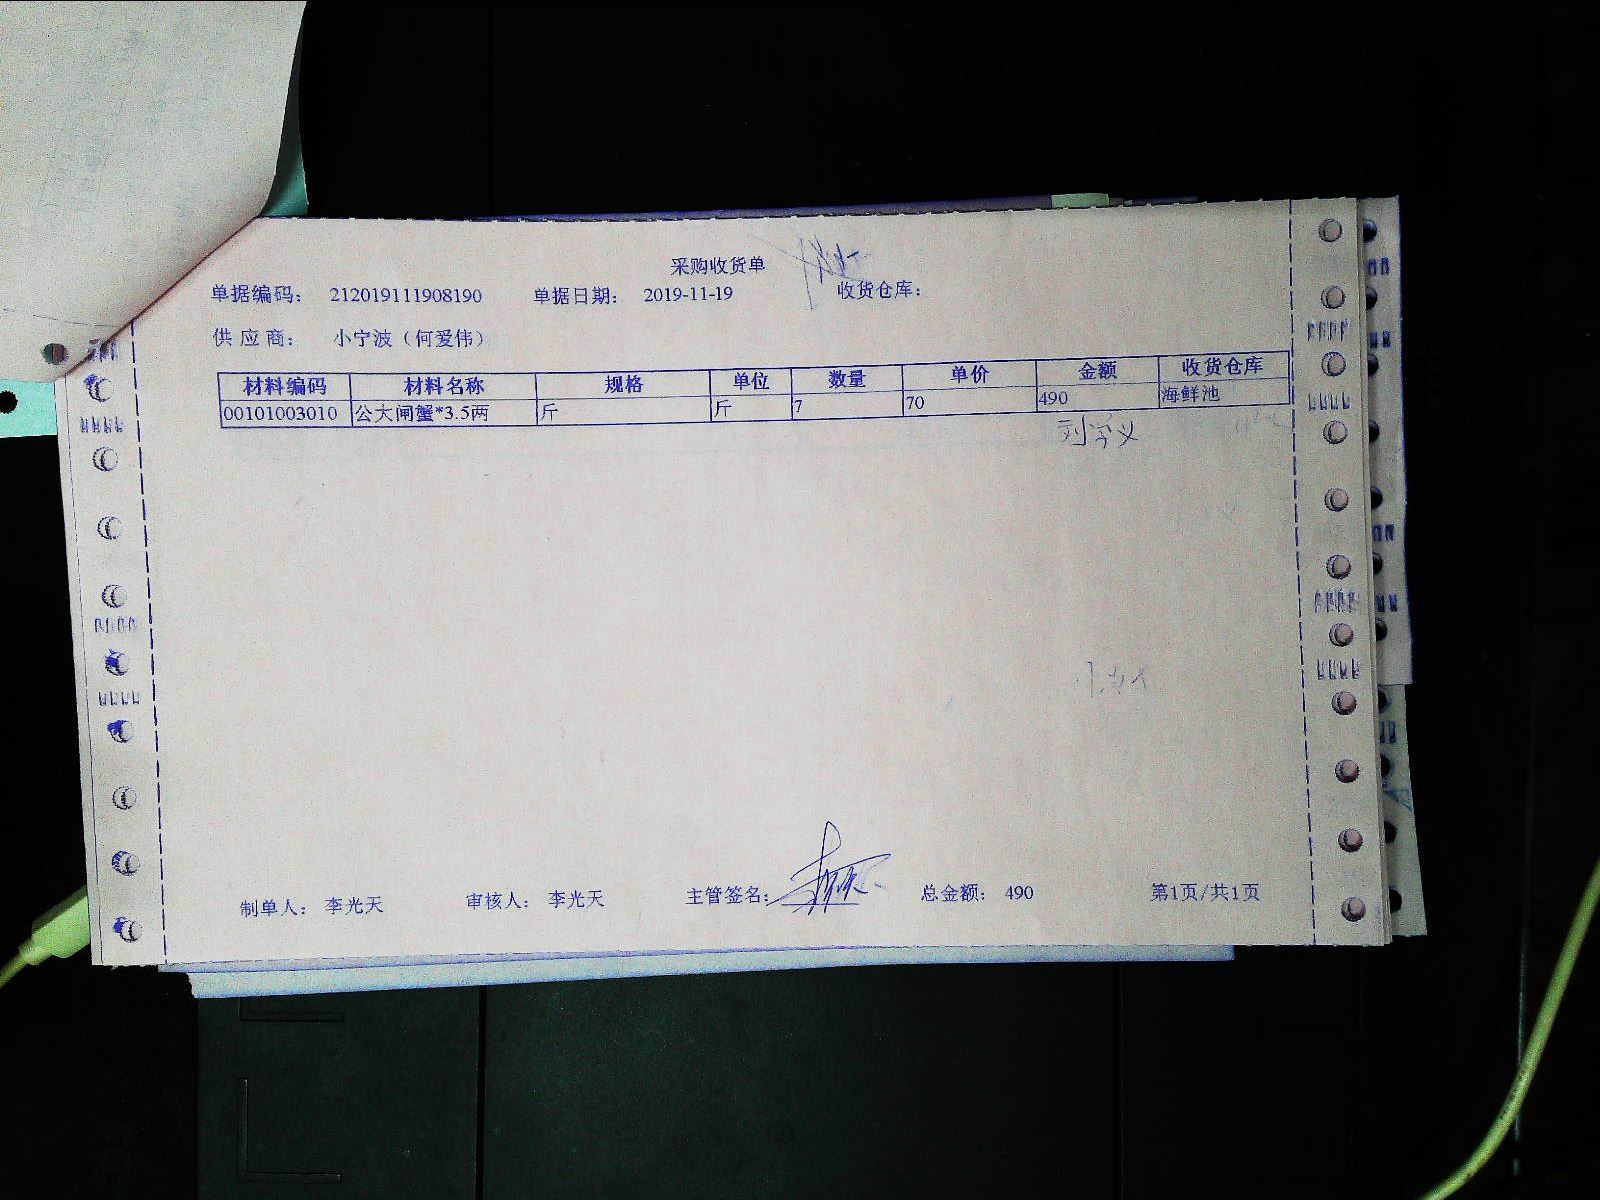 采购收货单
单据编码： 212019111908190 单据日期： 2019-11-19 收货仓库：
供应商： 小宁波（何爱伟）
材料编码 材料名称 规格 单位 数量 单价 金额 收货仓库
00101003010 公大闸蟹*3.5两 斤 斤 7 70 490 海鲜池
刘学义
制单人： 李光天 审核人： 李光天 主管签名： 总金额： 490 第1页/共1页